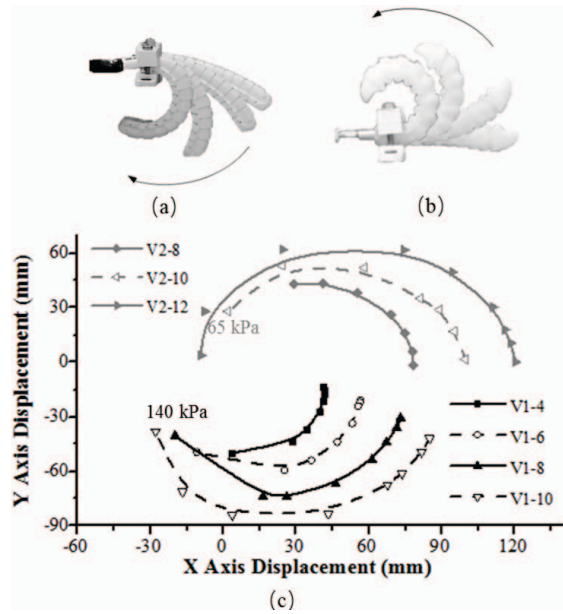 (a)
(b)
V2-8
V2-10
V2-12
65 kPa
140 kPa
V1-4
V1-6
V1-8
V1-10
Y Axis Displacement (mm)
60
30
0
-30
-60
-90
-60
-30
0
30
60
90
120
X Axis Displacement (mm)
(c)